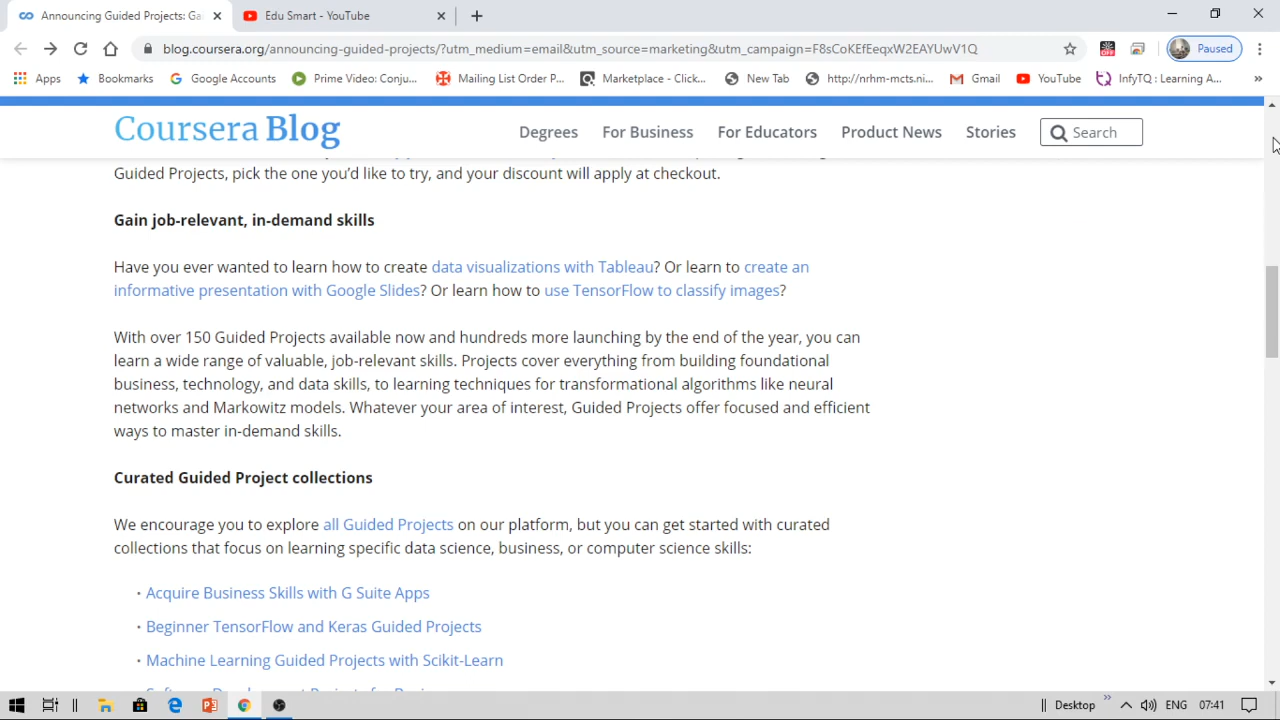 Announcing Guided Projects: Ga
Edu Smart - YouTube
blog.coursera.org/announcing-guided-projects/?utm_medium=email&utm_source=marketing&utm_campaign=F8sCoKEfEeqxW2EAYUwV1Q
OFF
Paused
Apps
Bookmarks
Google Accounts
Prime Video: Conju...
Mailing List Order P...
Marketplace - Click...
New Tab
http://nrhm-mcts.ni...
Gmail
YouTube
InfyTQ : Learning A...
Coursera Blog
Degrees
For Business
For Educators
Product News
Stories
Search
Guided Projects, pick the one you’d like to try, and your discount will apply at checkout.
Gain job-relevant, in-demand skills
Have you ever wanted to learn how to create data visualizations with Tableau? Or learn to create an
informative presentation with Google Slides? Or learn how to use TensorFlow to classify images?
With over 150 Guided Projects available now and hundreds more launching by the end of the year, you can
learn a wide range of valuable, job-relevant skills. Projects cover everything from building foundational
business, technology, and data skills, to learning techniques for transformational algorithms like neural
networks and Markowitz models. Whatever your area of interest, Guided Projects offer focused and efficient
ways to master in-demand skills.
Curated Guided Project collections
We encourage you to explore all Guided Projects on our platform, but you can get started with curated
collections that focus on learning specific data science, business, or computer science skills:
• Acquire Business Skills with G Suite Apps
• Beginner TensorFlow and Keras Guided Projects
• Machine Learning Guided Projects with Scikit-Learn
Desktop
ENG
07:41